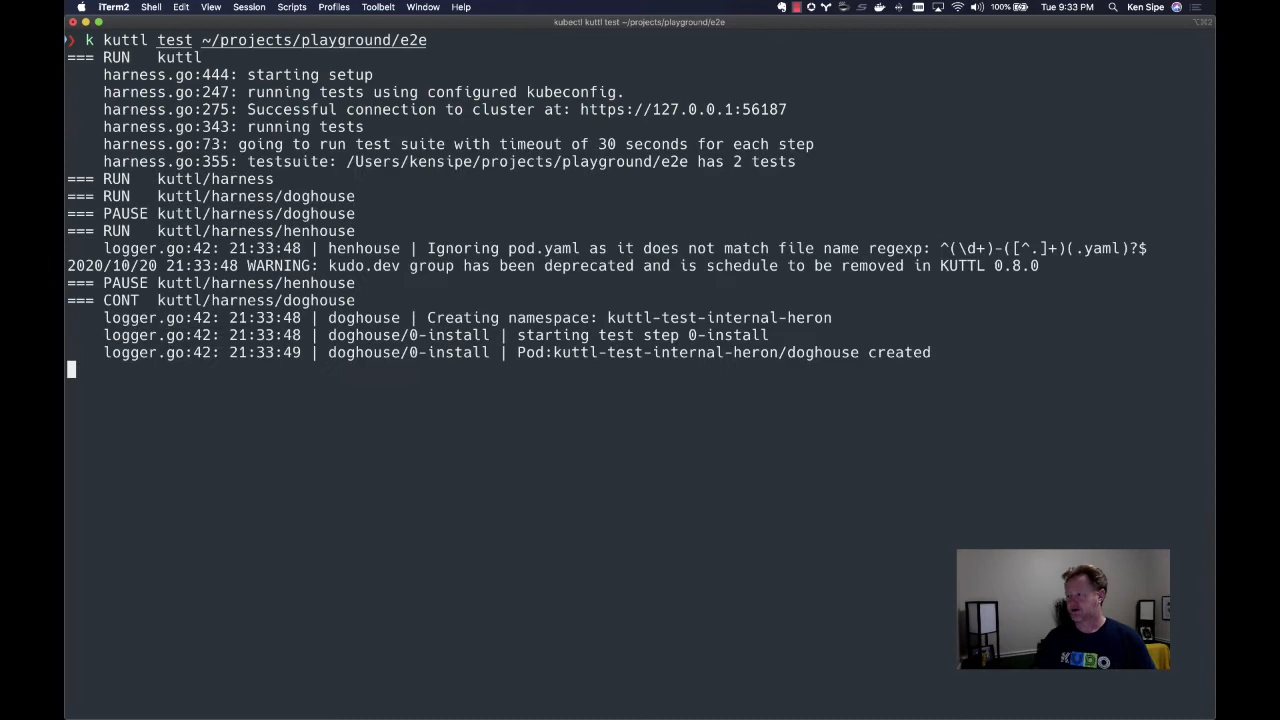 iTerm2 Shell Edit View Session Scripts Profiles Toolbelt Window Help 100% Tue 9:33 PM Ken Sipe
kubectl kuttl test ~/projects/playground/e2e
⌥⌘2
❯ k kuttl test ~/projects/playground/e2e
=== RUN   kuttl
    harness.go:444: starting setup
    harness.go:247: running tests using configured kubeconfig.
    harness.go:275: Successful connection to cluster at: https://127.0.0.1:56187
    harness.go:343: running tests
    harness.go:73: going to run test suite with timeout of 30 seconds for each step
    harness.go:355: testsuite: /Users/kensipe/projects/playground/e2e has 2 tests
=== RUN   kuttl/harness
=== RUN   kuttl/harness/doghouse
=== PAUSE kuttl/harness/doghouse
=== RUN   kuttl/harness/henhouse
    logger.go:42: 21:33:48 | henhouse | Ignoring pod.yaml as it does not match file name regexp: ^(\d+)-([^.]+)(.yaml)?$
2020/10/20 21:33:48 WARNING: kudo.dev group has been deprecated and is schedule to be removed in KUTTL 0.8.0
=== PAUSE kuttl/harness/henhouse
=== CONT  kuttl/harness/doghouse
    logger.go:42: 21:33:48 | doghouse | Creating namespace: kuttl-test-internal-heron
    logger.go:42: 21:33:48 | doghouse/0-install | starting test step 0-install
    logger.go:42: 21:33:49 | doghouse/0-install | Pod:kuttl-test-internal-heron/doghouse created
KUDO